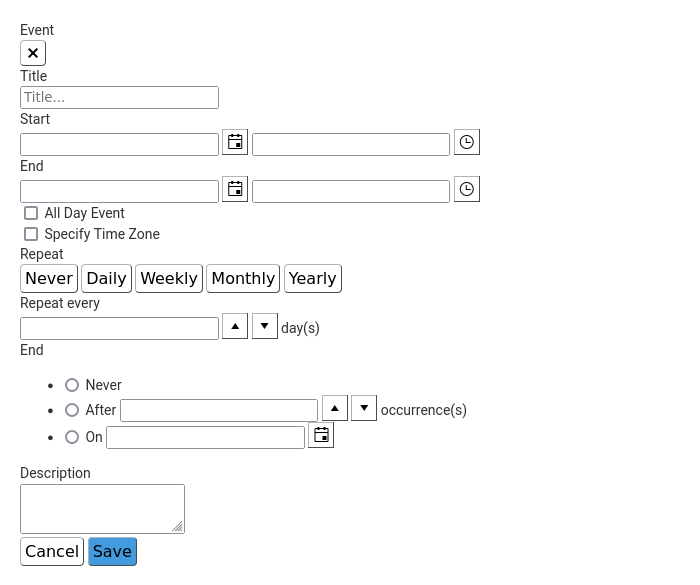 Event
Title
Title...
Start
End
All Day Event
Specify Time Zone
Repeat
Never Daily Weekly Monthly Yearly
Repeat every
day(s)
End
Never
After occurrence(s)
On
Description
Cancel Save